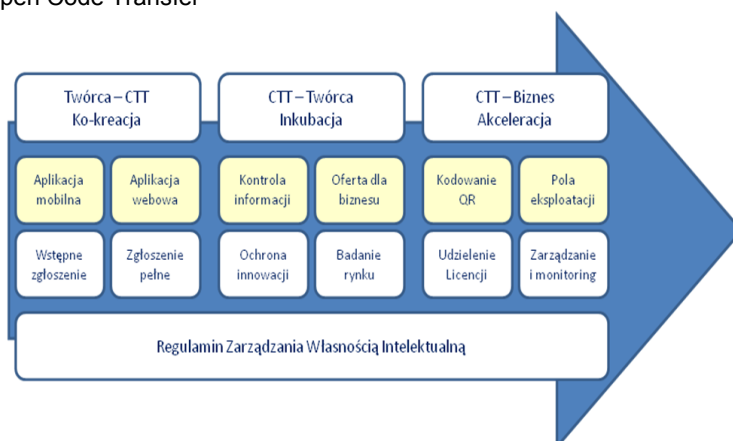 pen Code Transfer
Twórca – CTT
Ko-kreacja
CTT – Twórca
Inkubacja
CTT – Biznes
Akceleracja
Aplikacja
mobilna
Aplikacja
webowa
Kontrola
informacji
Oferta dla
biznesu
Kodowanie
QR
Pola
eksploatacji
Wstępne
zgłoszenie
Zgłoszenie
pełne
Ochrona
innowacji
Badanie
rynku
Udzielenie
Licencji
Zarządzanie
i monitoring
Regulamin Zarządzania Własnością Intelektualną